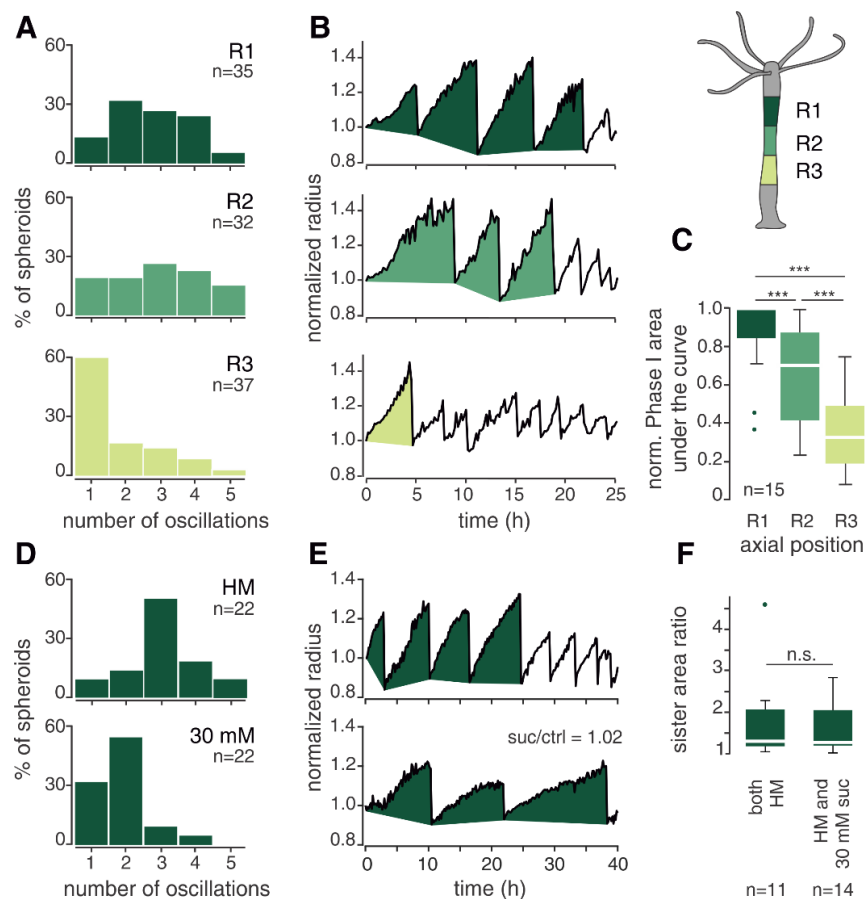 A
60
30
0
R1
n=35
60
30
0
R2
n=32
60
30
0
R3
n=37
% of spheroids
1 2 3 4 5
number of oscillations
B
1.4
1.2
1.0
0.8
1.4
1.2
1.0
0.8
1.4
1.2
1.0
0.8
normalized radius
0 5 10 15 20 25
time (h)
R1
R2
R3
C
***
*** ***
1.0
0.8
0.6
0.4
0.2
0
norm. Phase I area
under the curve
n=15
R1 R2 R3
axial position
D
60
30
0
HM
n=22
60
30
0
30 mM
n=22
% of spheroids
1 2 3 4 5
number of oscillations
E
1.4
1.2
1.0
0.8
1.4
1.2
1.0
0.8
suc/ctrl = 1.02
normalized radius
0 10 20 30 40
time (h)
F
4
3
2
1
n.s.
sister area ratio
both
HM
HM and
30 mM suc
n=11 n=14